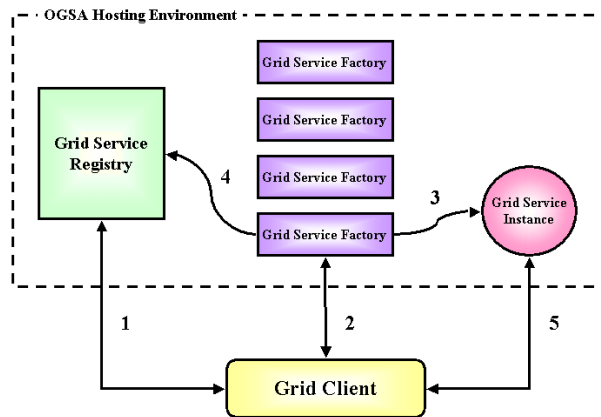 OGSA Hosting Environment
Grid Service Factory
Grid Service Factory
Grid Service Registry
Grid Service Factory
4
3
Grid Service Instance
Grid Service Factory
1
2
5
Grid Client